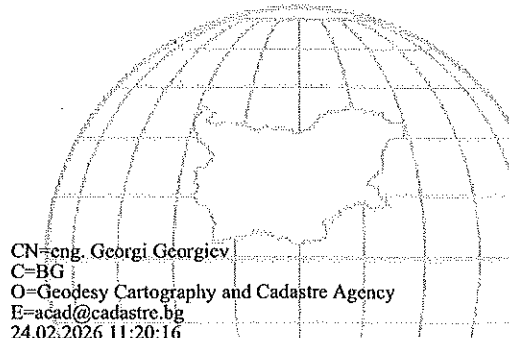 CN=eng. Georgi Georgiev
C=BG
O=Geodesy Cartography and Cadastre Agency
E=acad@cadastre.bg
24.02.2026 11:20:16